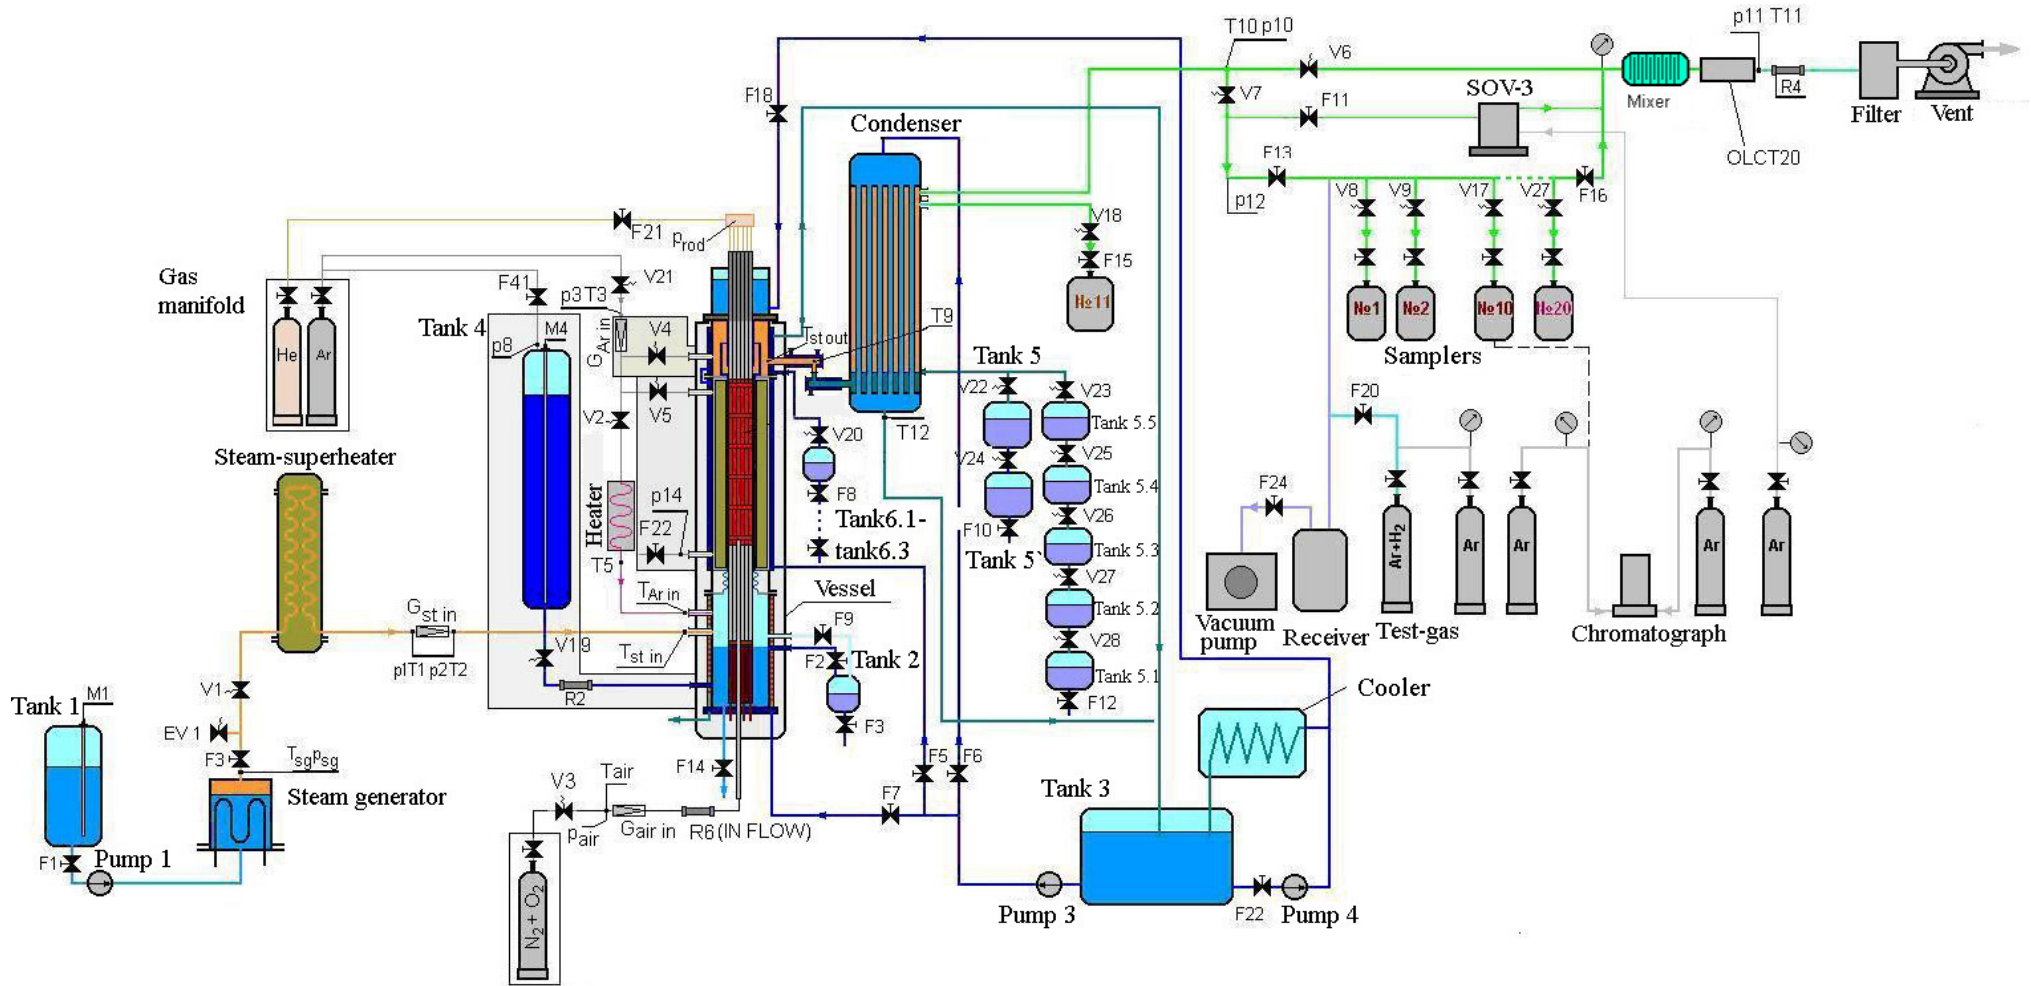 p11 T11
T10 p10
V6
V7
F11
SOV-3
Mixer
R4
Filter
Vent
OLCT20
F18
Condenser
F13
p12
V8
V9
V17
V27
F16
F21
prod
V18
F15
№11
№1
№2
№10
№20
Samplers
Gas
manifold
He
Ar
F41
V21
p3T3
Tank 4
M4
p8
GAr in
V4
V5
V2
Tst out
T9
T12
Tank 5
V22
V23
Tank 5.5
V24
V25
Tank 5.4
V26
F10
Tank 5`
Tank 5.3
V27
Tank 5.2
V28
Tank 5.1
F12
V20
F8
Tank6.1-
tank6.3
Steam-superheater
Heater
p14
F22
T5
TAr in
Vessel
F9
F2
Tank 2
F3
Gst in
p1T1 p2T2
Tst in
V19
R2
F20
F24
Ar+H2
Ar
Ar
Ar
Ar
Vacuum
pump
Receiver
Test-gas
Chromatograph
Tank 1
M1
V1
EV 1
F3
Tsgpsg
Steam generator
F1
Pump 1
F14
V3
Tair
pair
Gair in
R6(IN FLOW)
N2 + O2
F5
F6
F7
Cooler
Tank 3
Pump 3
F22
Pump 4